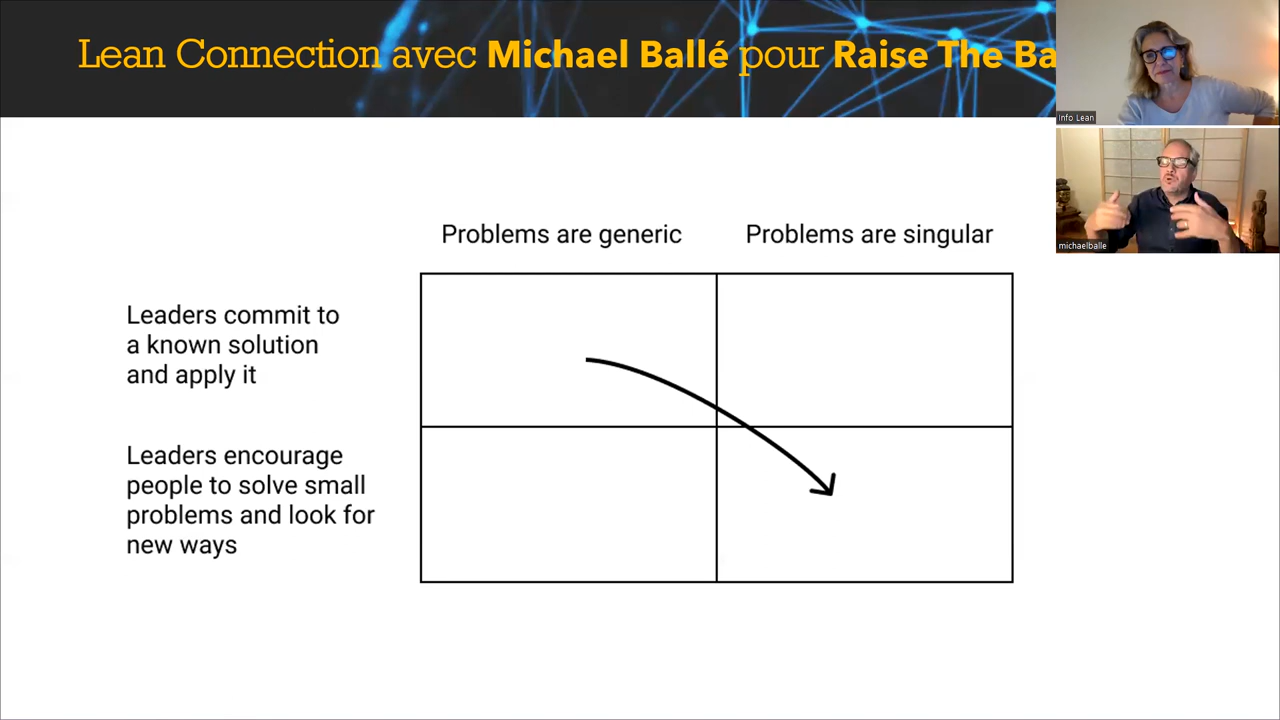 Lean Connection avec Michael Ballé pour Raise The Ba
Info Lean
michaelballe
Problems are generic
Problems are singular
Leaders commit to
a known solution
and apply it
Leaders encourage
people to solve small
problems and look for
new ways